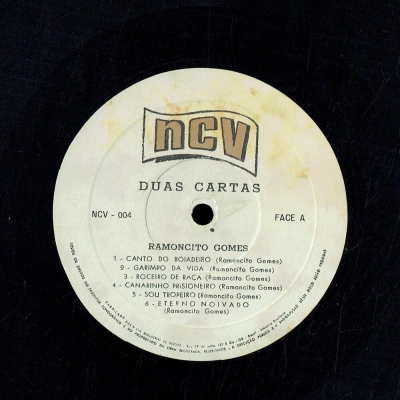 ncv
DUAS CARTAS
NCV - 004
FACE A
RAMONCITO GOMES
1 - CANTO DO BOIADEIRO (Ramoncito Gomes)
2 - GARIMPO DA VIDA (Ramoncito Gomes)
3 - ROCEIRO DE RAÇA (Ramoncito Gomes)
4 - CANARINHO PRISIONEIRO (Ramoncito Gomes)
5 - SOU TROPEIRO (Ramoncito Gomes)
6 - ETERNO NOIVADO
(Ramoncito Gomes)